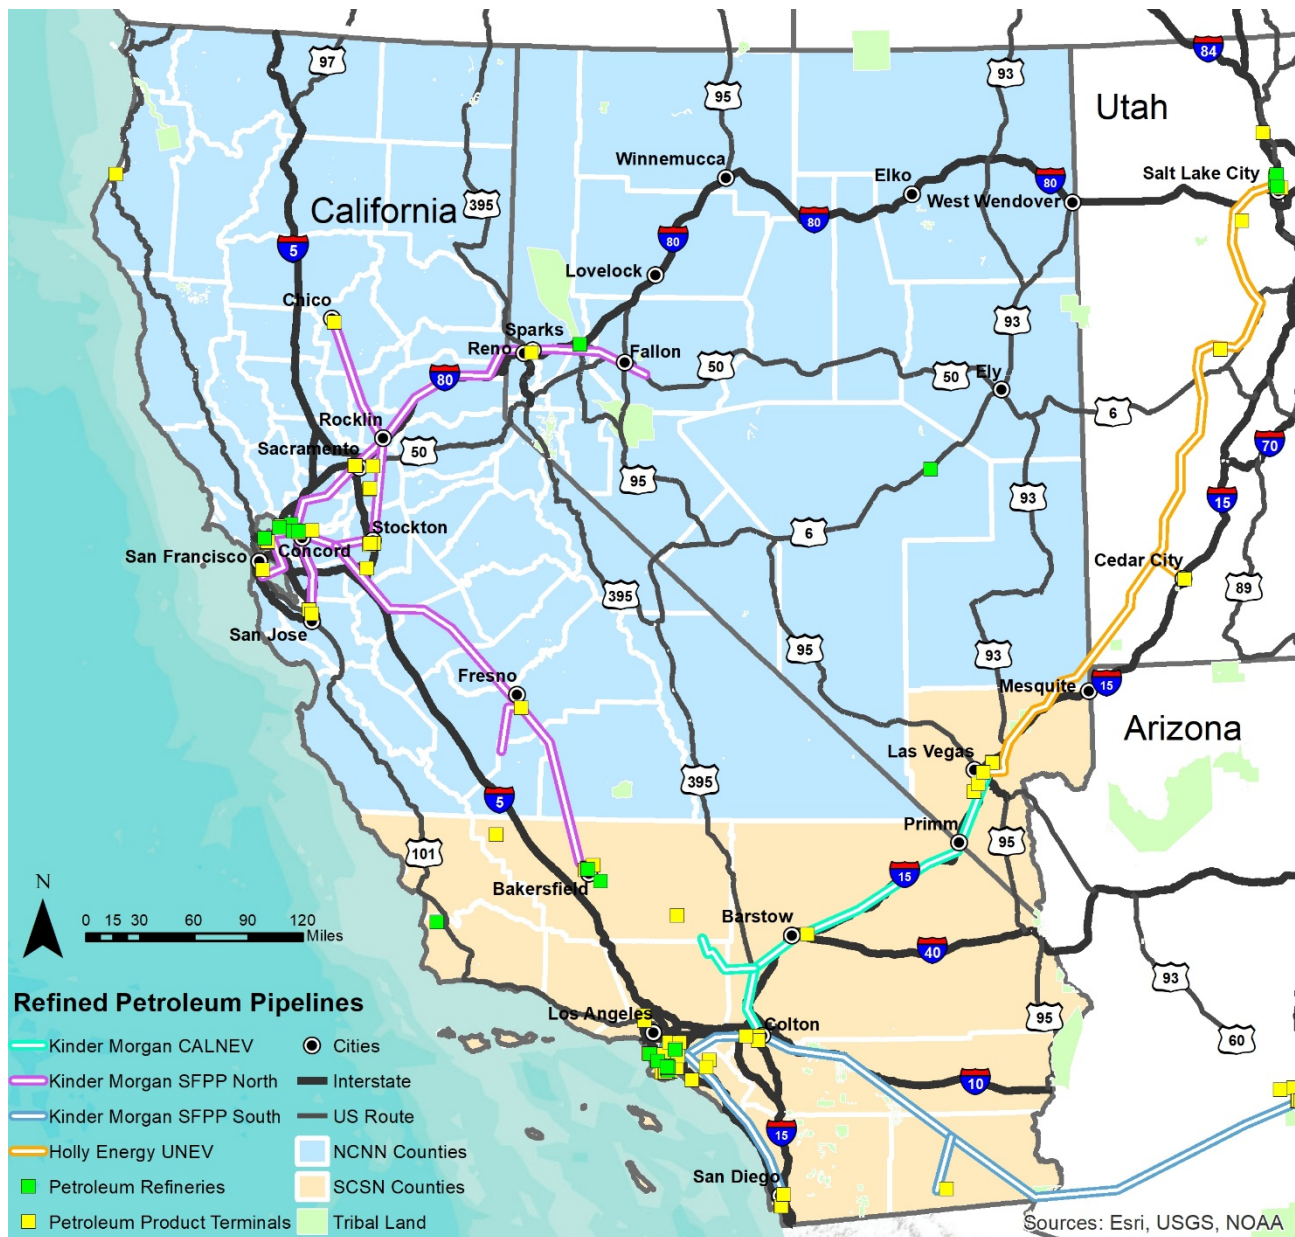 97
84
95
93
Utah
Winnemucca
Salt Lake City
Elko
80
West Wendover
395
California
80
5
80
Lovelock
Chico
93
Sparks
Reno
Fallon
50
50
Ely
80
6
Rocklin
Sacramento
50
70
95
93
15
Stockton
6
San Francisco
Concord
Cedar City
89
395
San Jose
95
93
Fresno
Mesquite
15
Arizona
Las Vegas
395
5
Primm
95
101
15
N
Bakersfield
0 15 30 60 90 120
Miles
Barstow
40
93
Refined Petroleum Pipelines
Los Angeles
Colton
95
60
Kinder Morgan CALNEV
Cities
Kinder Morgan SFPP North
Interstate
10
Kinder Morgan SFPP South
US Route
15
Holly Energy UNEV
NCNN Counties
Petroleum Refineries
SCSN Counties
San Diego
Petroleum Product Terminals
Tribal Land
Sources: Esri, USGS, NOAA